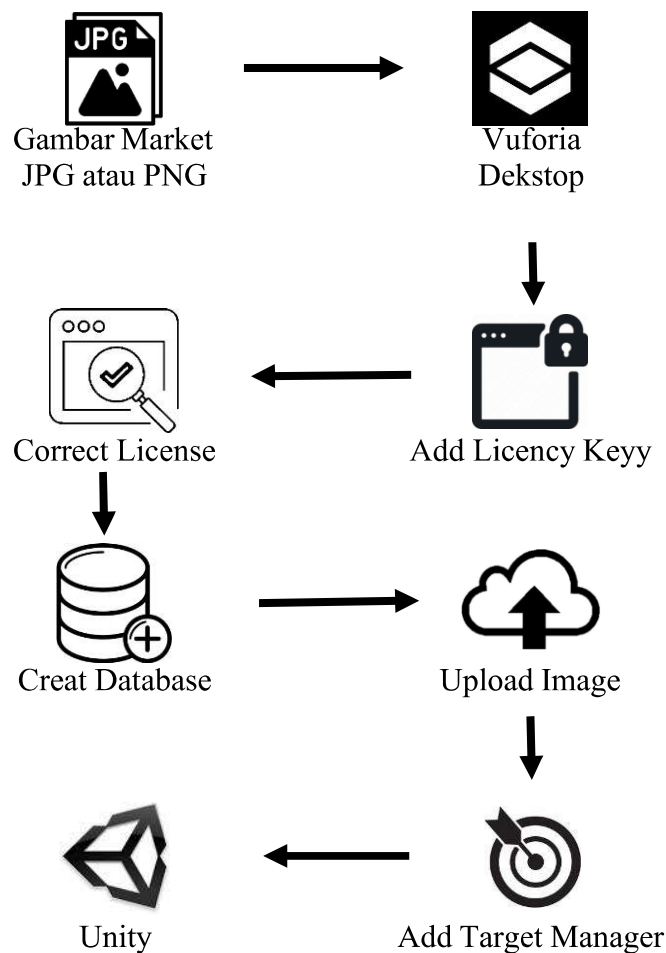 JPG
Gambar Market
JPG atau PNG
Vuforia
Dekstop
Add Licency Keyy
Correct License
Creat Database
Upload Image
Add Target Manager
Unity